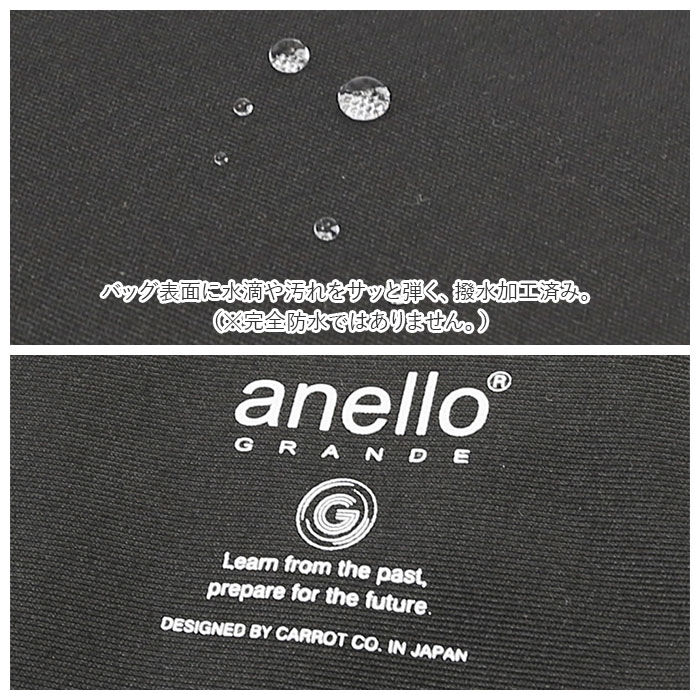 バッグ表面に水滴や汚れをサッと弾く、撥水加工済み。
（※完全防水ではありません。）
anello®
GRANDE
G
Learn from the past,
prepare for the future.
DESIGNED BY CARROT CO. IN JAPAN